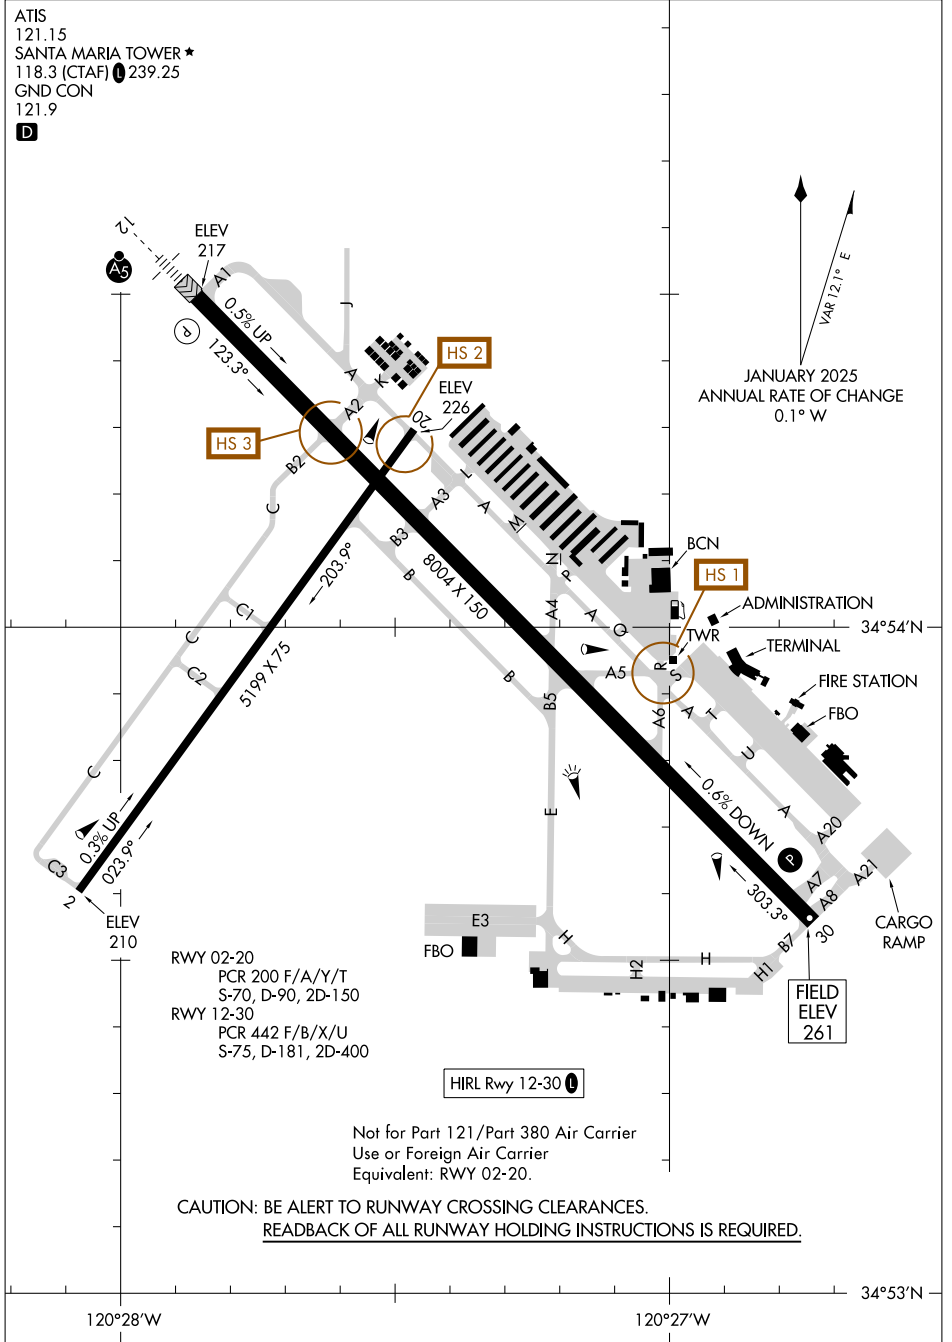 ATIS
121.15
SANTA MARIA TOWER ★
118.3 (CTAF) L 239.25
GND CON
121.9
D
12
A5
ELEV
217
A1
J
0.5% UP
123.3°
P
VAR 12.1° E
JANUARY 2025
ANNUAL RATE OF CHANGE
0.1° W
HS 2
A
K
ELEV
226
A2
20
HS 3
B2
C
L
A3
A
M
B3
203.9°
B
8004 X 150
N
P
BCN
HS 1
C1
A4
A
Q
ADMINISTRATION
34°54'N
TWR
C
TERMINAL
5199 X 75
C2
B
A5
R
S
FIRE STATION
FBO
B5
A6
A
T
U
C
0.6% DOWN
E
A
A20
0.3% UP
023.9°
P
C3
2
ELEV
210
303.3°
A7
A8
A21
30
CARGO
RAMP
E3
FBO
H
H2
H
H1
B7
FIELD
ELEV
261
RWY 02-20
PCR 200 F/A/Y/T
S-70, D-90, 2D-150
RWY 12-30
PCR 442 F/B/X/U
S-75, D-181, 2D-400
HIRL Rwy 12-30 L
Not for Part 121/Part 380 Air Carrier
Use or Foreign Air Carrier
Equivalent: RWY 02-20.
CAUTION: BE ALERT TO RUNWAY CROSSING CLEARANCES.
READBACK OF ALL RUNWAY HOLDING INSTRUCTIONS IS REQUIRED.
34°53'N
120°28'W
120°27'W